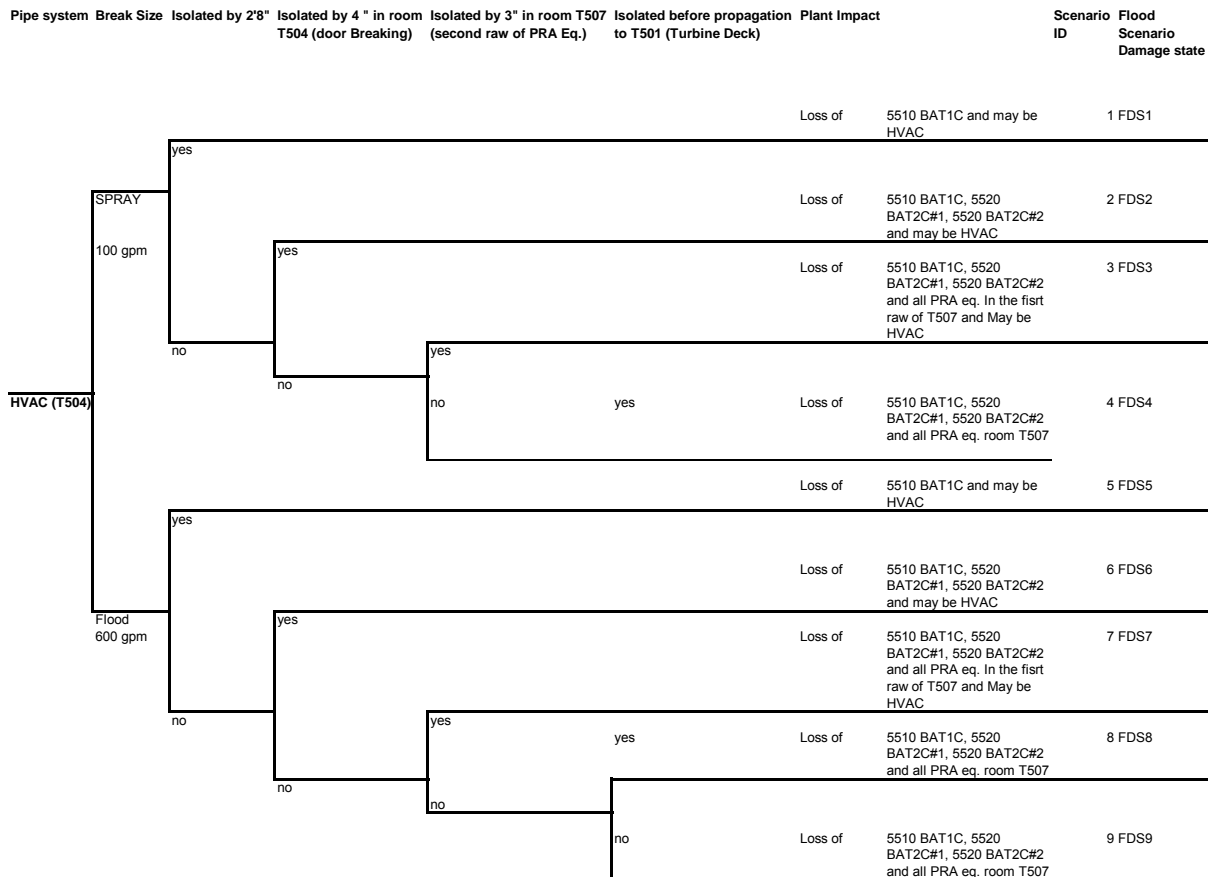 Pipe system Break Size Isolated by 2'8" Isolated by 4 " in room Isolated by 3" in room T507 Isolated before propagation Plant Impact Scenario Flood
T504 (door Breaking) (second raw of PRA Eq.) to T501 (Turbine Deck) ID Scenario
Damage state
Loss of 5510 BAT1C and may be 1 FDS1
HVAC
yes
SPRAY Loss of 5510 BAT1C, 5520 2 FDS2
BAT2C#1, 5520 BAT2C#2
and may be HVAC
100 gpm yes
Loss of 5510 BAT1C, 5520 3 FDS3
BAT2C#1, 5520 BAT2C#2
and all PRA eq. In the fisrt
raw of T507 and May be
HVAC
no yes
no
HVAC (T504) no yes Loss of 5510 BAT1C, 5520 4 FDS4
BAT2C#1, 5520 BAT2C#2
and all PRA eq. room T507
Loss of 5510 BAT1C and may be 5 FDS5
HVAC
yes
Loss of 5510 BAT1C, 5520 6 FDS6
BAT2C#1, 5520 BAT2C#2
and may be HVAC
Flood yes
600 gpm Loss of 5510 BAT1C, 5520 7 FDS7
BAT2C#1, 5520 BAT2C#2
and all PRA eq. In the fisrt
raw of T507 and May be
HVAC
no yes
yes Loss of 5510 BAT1C, 5520 8 FDS8
BAT2C#1, 5520 BAT2C#2
and all PRA eq. room T507
no
no
no Loss of 5510 BAT1C, 5520 9 FDS9
BAT2C#1, 5520 BAT2C#2
and all PRA eq. room T507